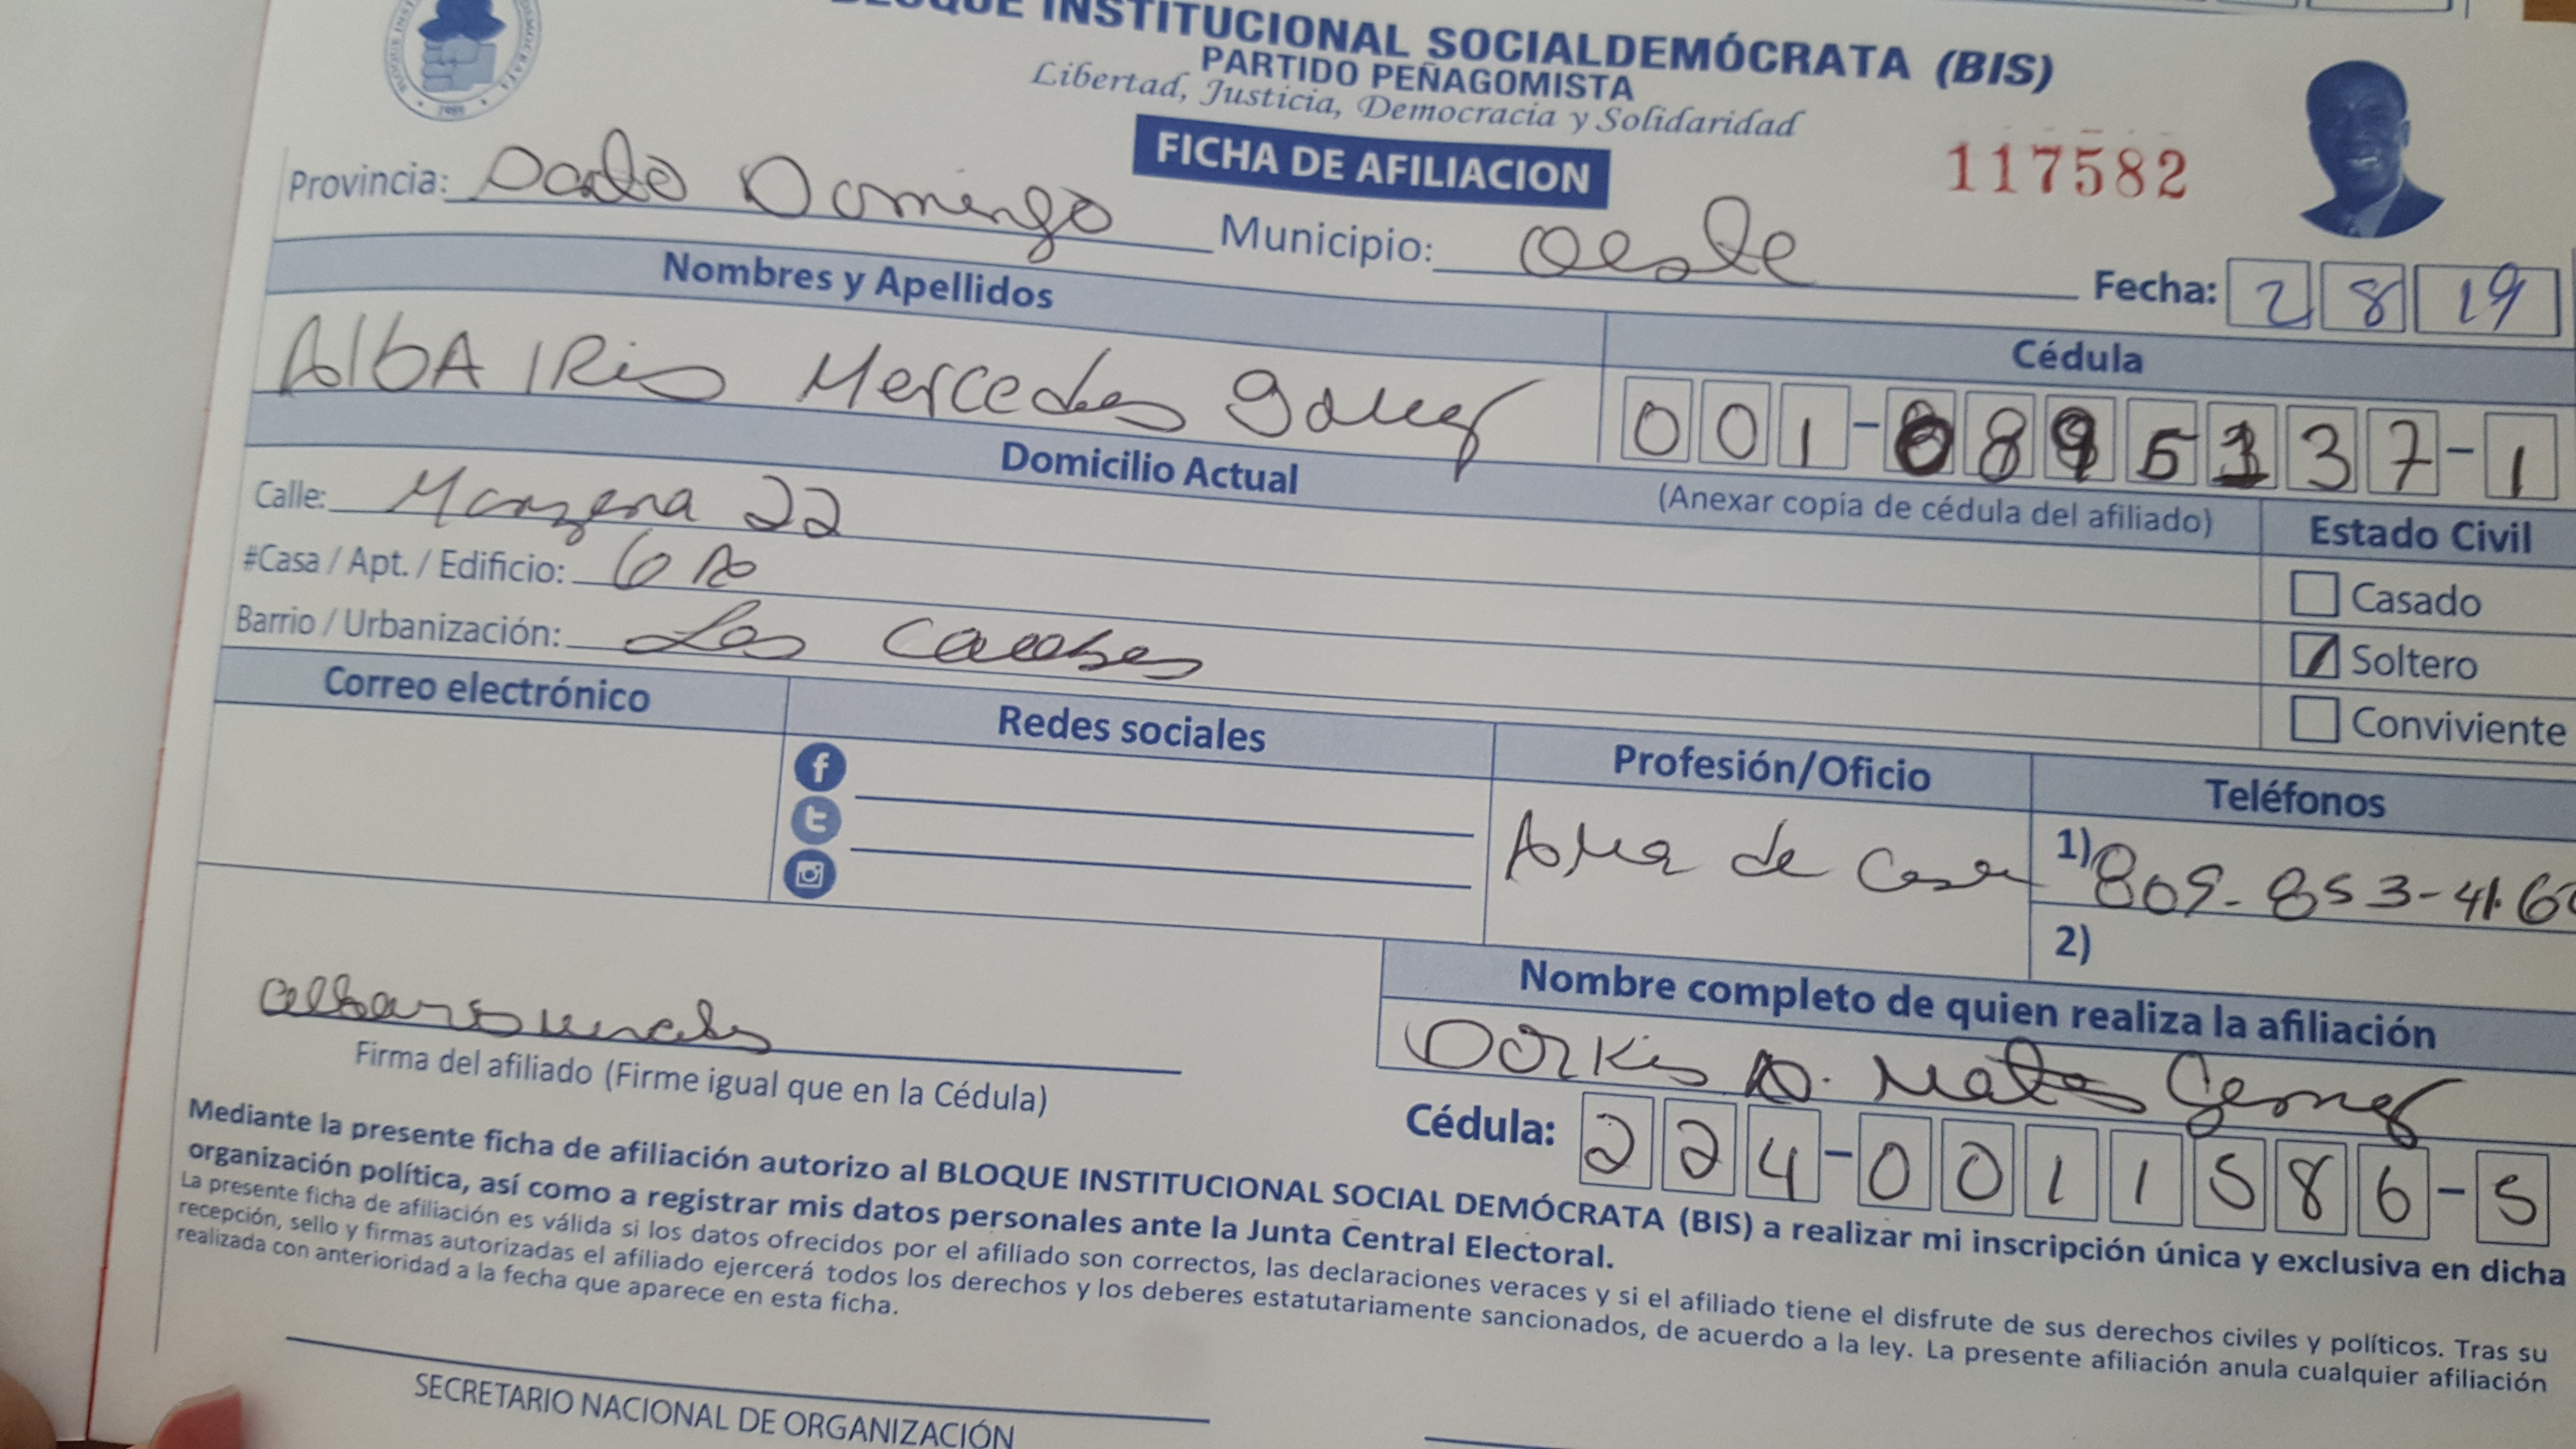 BLOQUE INSTITUCIONAL SOCIALDEMÓCRATA (BIS)
PARTIDO PEÑAGOMISTA
Libertad, Justicia, Democracia y Solidaridad
FICHA DE AFILIACION
117582
Provincia: Santo Domingo Municipio: Oeste
Fecha: 2 8 19
Nombres y Apellidos
Cédula
AlbA IRis Mercedes
001-0895337-1
(Anexar copia de cédula del afiliado)
Domicilio Actual
Estado Civil
Calle: Manzana 22
#Casa / Apt. / Edificio: 6
Barrio / Urbanización: Las
Casado
Soltero
Conviviente
Correo electrónico
Redes sociales
Profesión/Oficio
Teléfonos
Ama de Casa
1) 809-853-416
2)
Firma del afiliado (Firme igual que en la Cédula)
Nombre completo de quien realiza la afiliación
Dorkis A. Mateo Gomez
Cédula: 224-0011586-5
Mediante la presente ficha de afiliación autorizo al BLOQUE INSTITUCIONAL SOCIAL DEMÓCRATA (BIS) a realizar mi inscripción única y exclusiva en dicha
organización política, así como a registrar mis datos personales ante la Junta Central Electoral.
La presente ficha de afiliación es válida si los datos ofrecidos por el afiliado son correctos, las declaraciones veraces y si el afiliado tiene el disfrute de sus derechos civiles y políticos. Tras su
recepción, sello y firmas autorizadas el afiliado ejercerá todos los derechos y los deberes estatutariamente sancionados, de acuerdo a la ley. La presente afiliación anula cualquier afiliación
realizada con anterioridad a la fecha que aparece en esta ficha.
SECRETARIO NACIONAL DE ORGANIZACIÓN